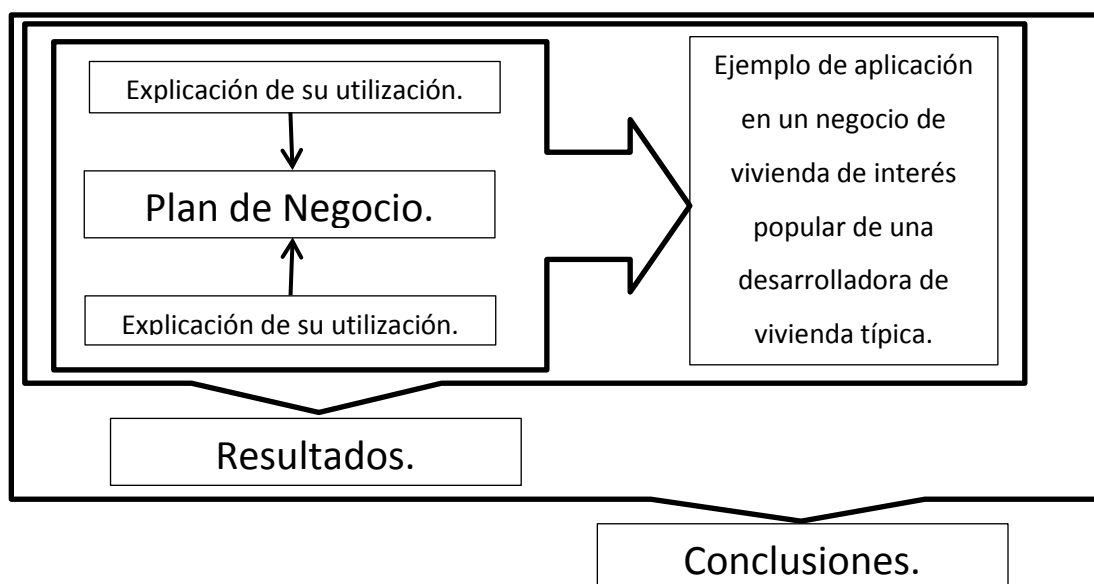 Explicación de su utilización.
Plan de Negocio.
Explicación de su utilización.
Ejemplo de aplicación
en un negocio de
vivienda de interés
popular de una
desarrolladora de
vivienda típica.
Resultados.
Conclusiones.